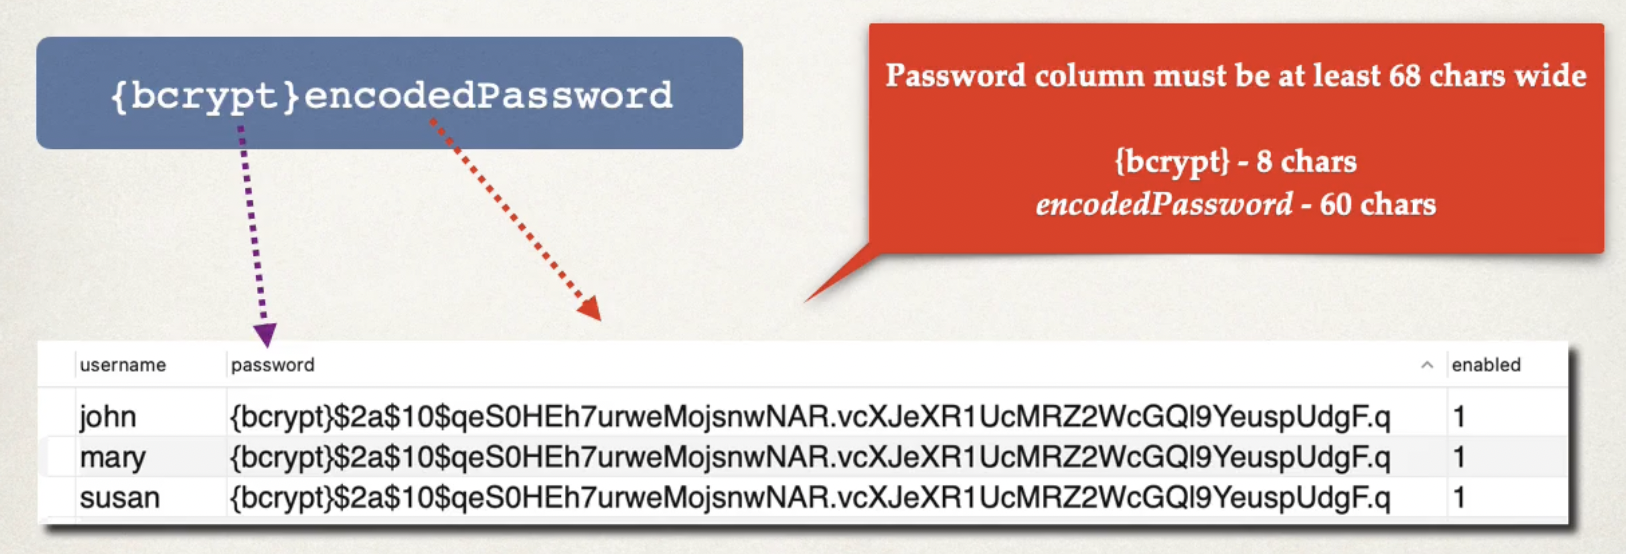 {bcrypt}encodedPassword
Password column must be at least 68 chars wide
{bcrypt} - 8 chars
encodedPassword - 60 chars
username password enabled
john {bcrypt}$2a$10$qeS0HEh7urweMojsnwNAR.vcXJeXR1UcMRZ2WcGQl9YeuspUdgF.q 1
mary {bcrypt}$2a$10$qeS0HEh7urweMojsnwNAR.vcXJeXR1UcMRZ2WcGQl9YeuspUdgF.q 1
susan {bcrypt}$2a$10$qeS0HEh7urweMojsnwNAR.vcXJeXR1UcMRZ2WcGQl9YeuspUdgF.q 1